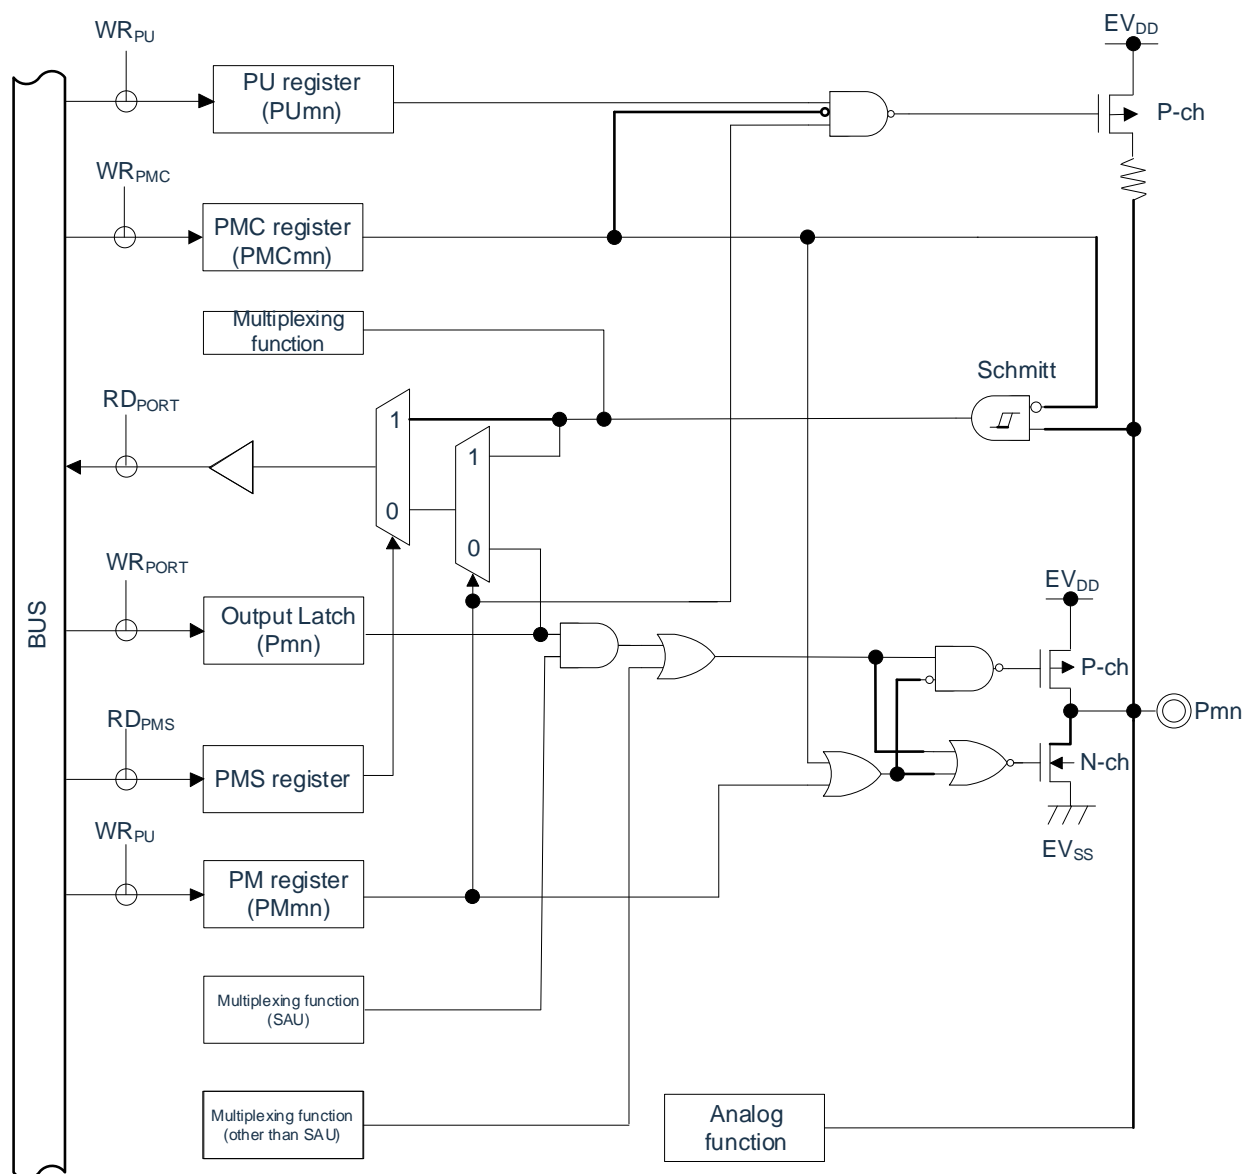 WRPU
EVDD
PU register
(PUmn)
P-ch
WRPMC
PMC register
(PMCmn)
Multiplexing
function
Schmitt
RDPORT
1
1
0
0
WRPORT
EVDD
BUS
Output Latch
(Pmn)
P-ch
RDPMS
Pmn
PMS register
N-ch
WRPU
EVSS
PM register
(PMmn)
Multiplexing function
(SAU)
Multiplexing function
(other than SAU)
Analog
function